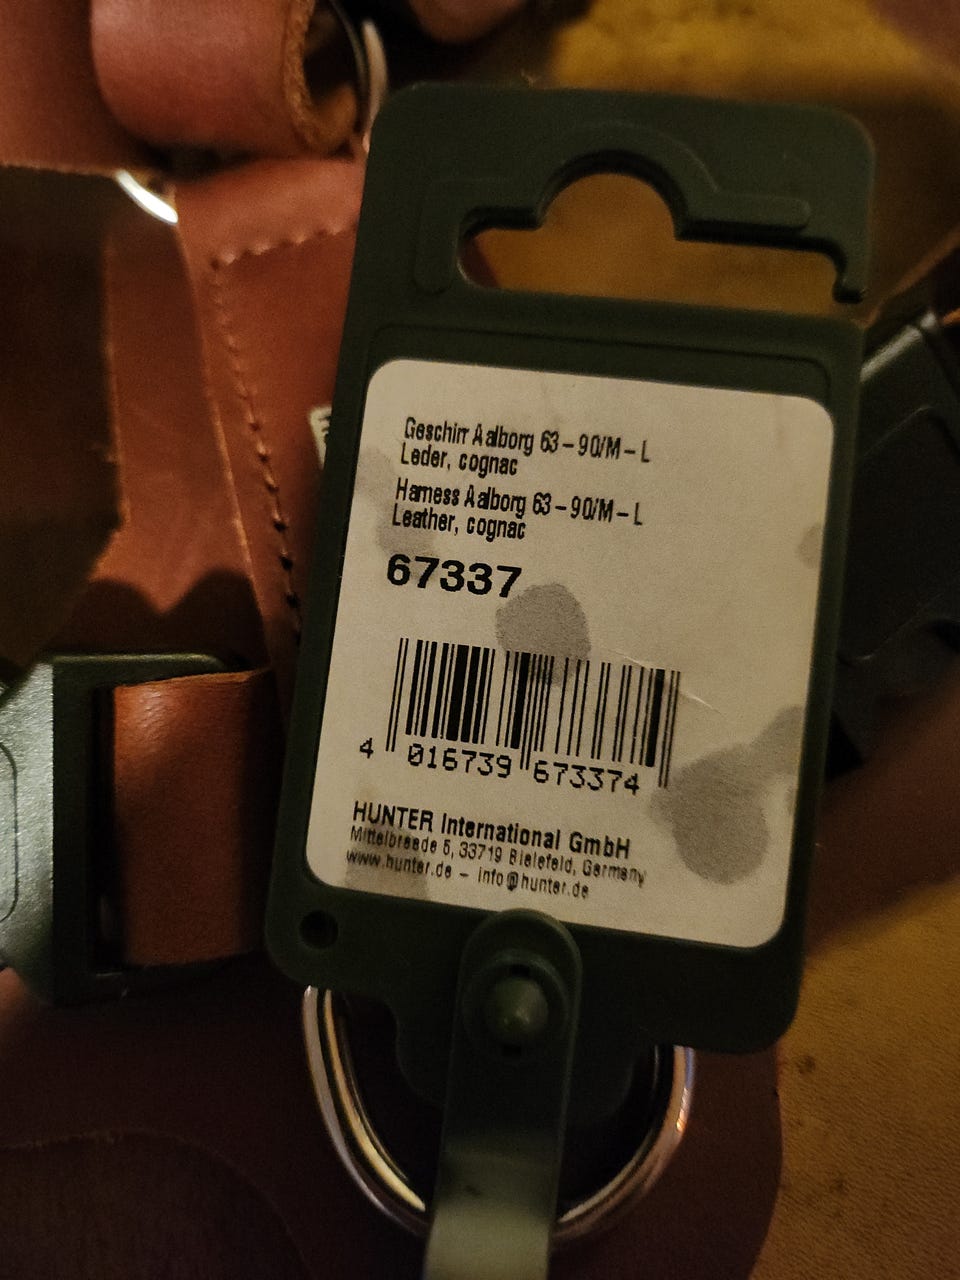 Geschirr Aalborg 63 – 90/M – L
Leder, cognac
Harness Aalborg 63 – 90/M – L
Leather, cognac
67337
4 016739 673374
HUNTER International GmbH
Mittelbreede 5, 33719 Bielefeld, Germany
www.hunter.de – info@hunter.de